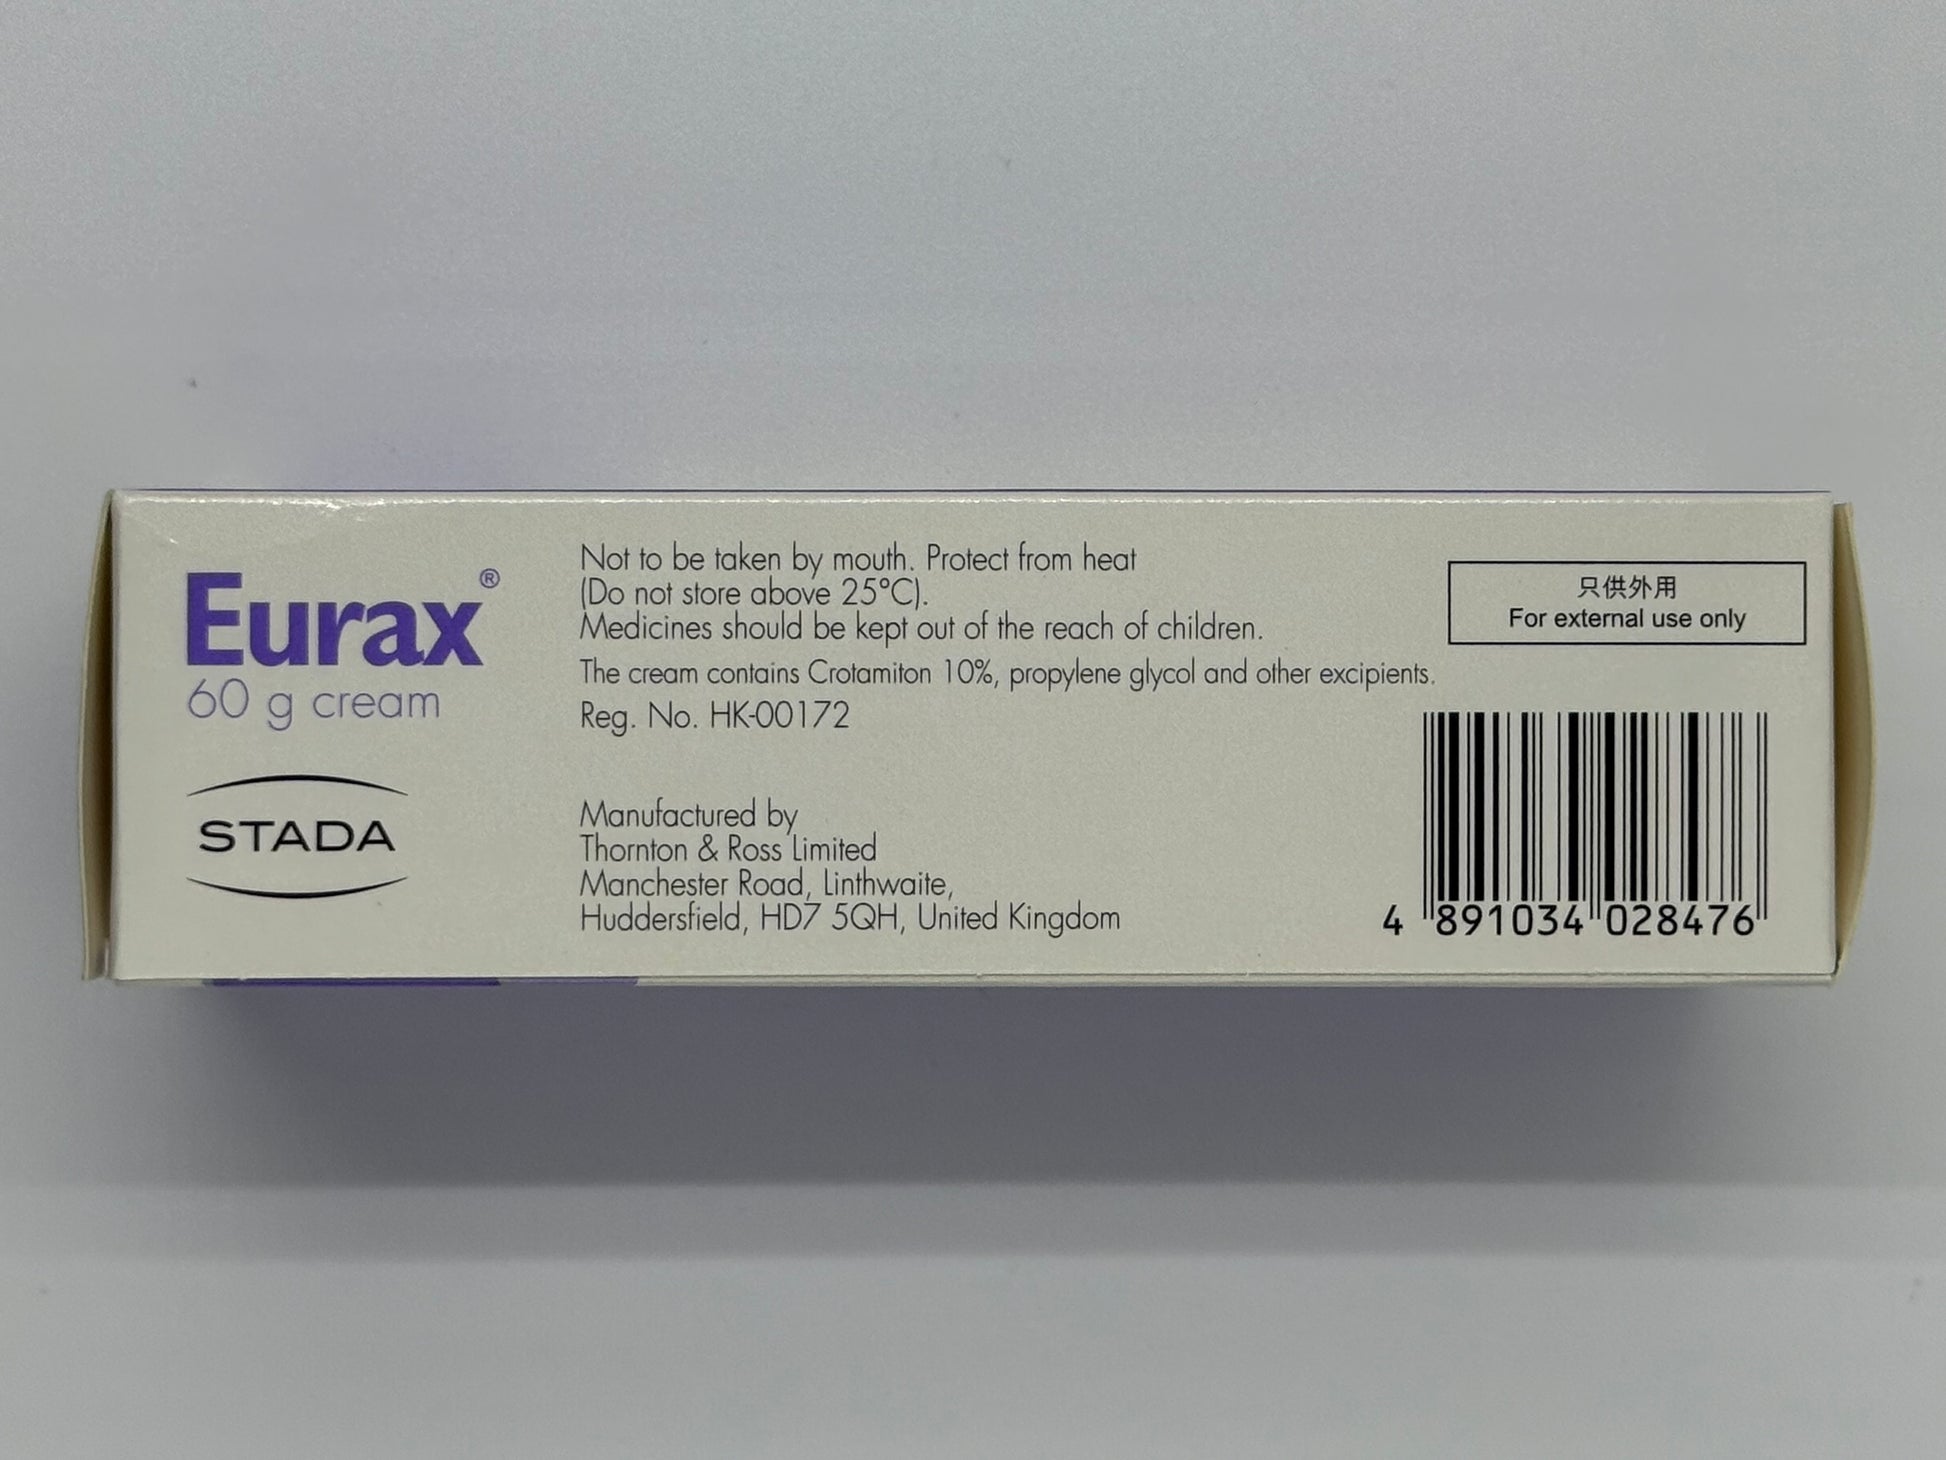 Eurax®
60 g cream
STADA
Not to be taken by mouth. Protect from heat
(Do not store above 25°C).
Medicines should be kept out of the reach of children.
The cream contains Crotamiton 10%, propylene glycol and other excipients.
Reg. No. HK-00172
Manufactured by
Thornton & Ross Limited
Manchester Road, Linthwaite,
Huddersfield, HD7 5QH, United Kingdom
只供外用
For external use only
4 891034 028476